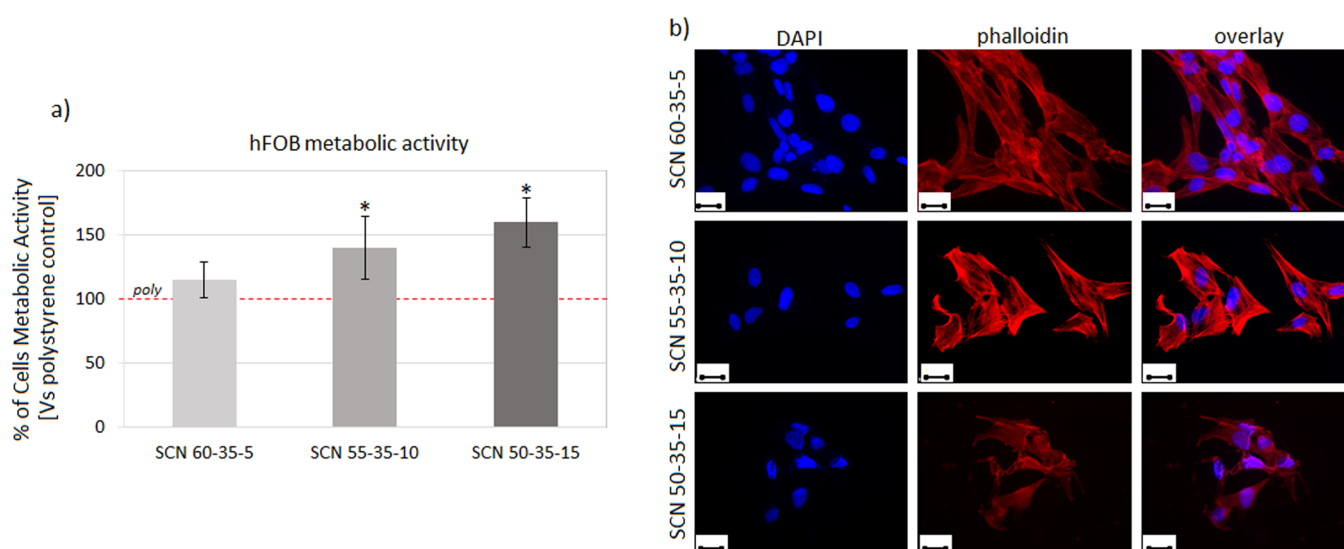 a)
hFOB metabolic activity
% of Cells Metabolic Activity
[Vs polystyrene control]
200
150
100
50
0
poly
*
*
SCN 60-35-5
SCN 55-35-10
SCN 50-35-15
b)
DAPI
phalloidin
overlay
SCN 60-35-5
SCN 55-35-10
SCN 50-35-15